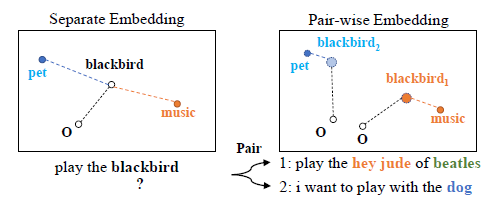 Separate Embedding
pet
blackbird
music
O
play the blackbird
?
Pair-wise Embedding
blackbird2
pet
blackbird1
music
O
O
Pair
1: play the hey jude of beatles
2: i want to play with the dog